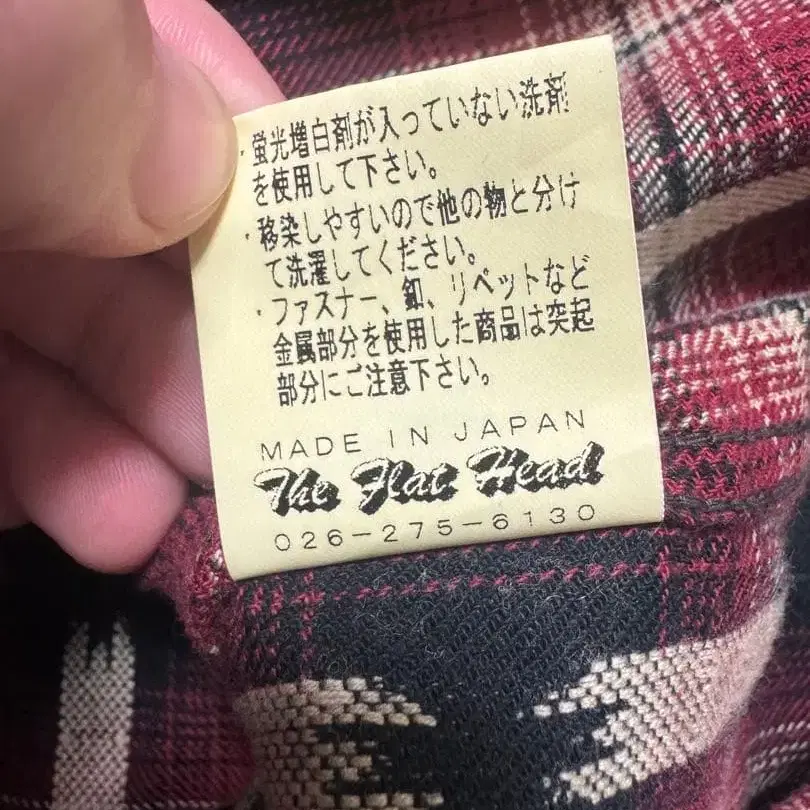 ・蛍光増白剤が入っていない洗剤
を使用して下さい。
・移染しやすいので他の物と分け
て洗濯してください。
・ファスナー、釦、リペットなど
金属部分を使用した商品は突起
部分にご注意下さい。
MADE IN JAPAN
The Flat Head
026-275-6130